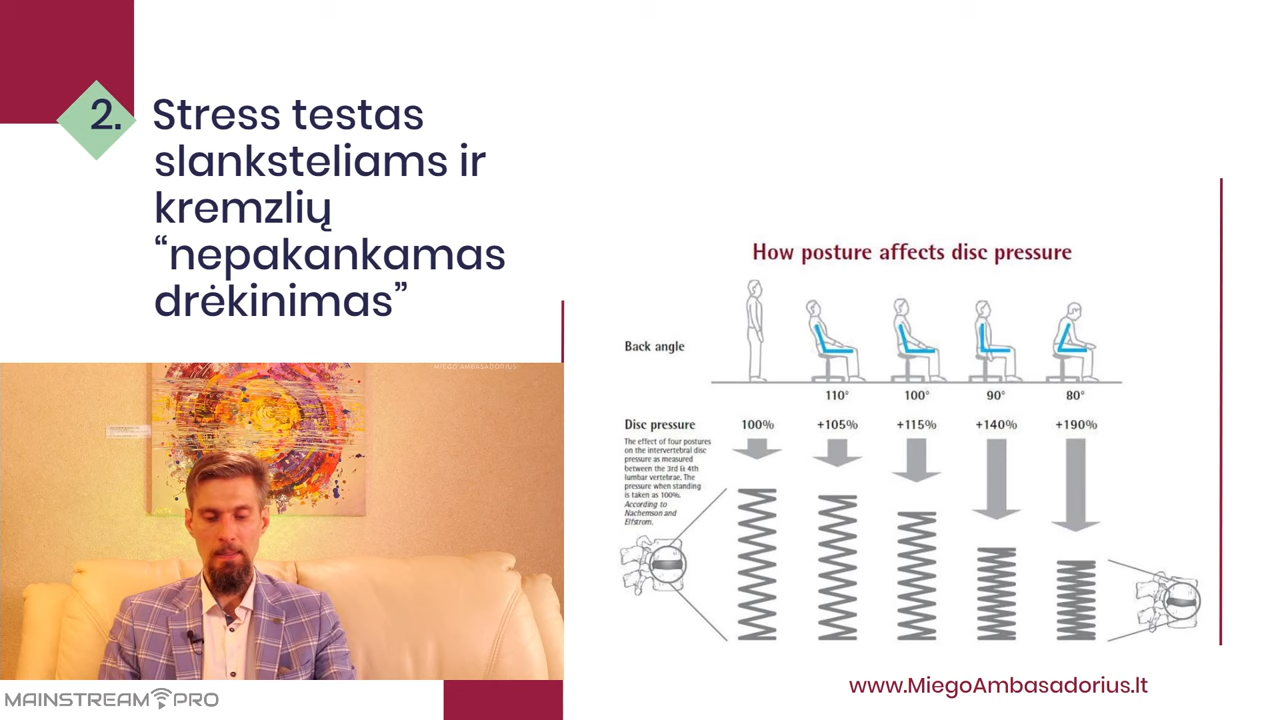 2.
Stress testas
slanksteliams ir
kremzlių
“nepakankamas
drėkinimas”
MIEGO AMBASADORIUS
How posture affects disc pressure
Back angle
110° 100° 90° 80°
Disc pressure 100% +105% +115% +140% +190%
The effect of four postures
on the intervertebral disc
pressure as measured
between the 3rd & 4th
lumbar vertebrae. The
pressure when standing
is taken as 100%.
According to
Nachemson and
Elfstrom.
MAINSTREAM PRO
www.MiegoAmbasadorius.lt